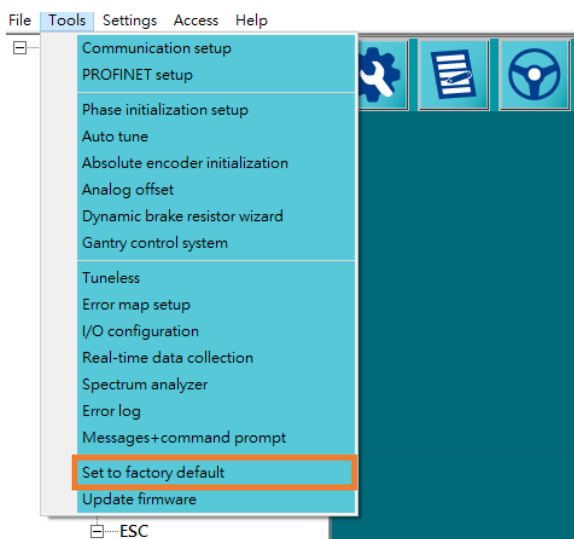 File Tools Settings Access Help
Communication setup
PROFINET setup
Phase initialization setup
Auto tune
Absolute encoder initialization
Analog offset
Dynamic brake resistor wizard
Gantry control system
Tuneless
Error map setup
I/O configuration
Real-time data collection
Spectrum analyzer
Error log
Messages+command prompt
Set to factory default
Update firmware
ESC